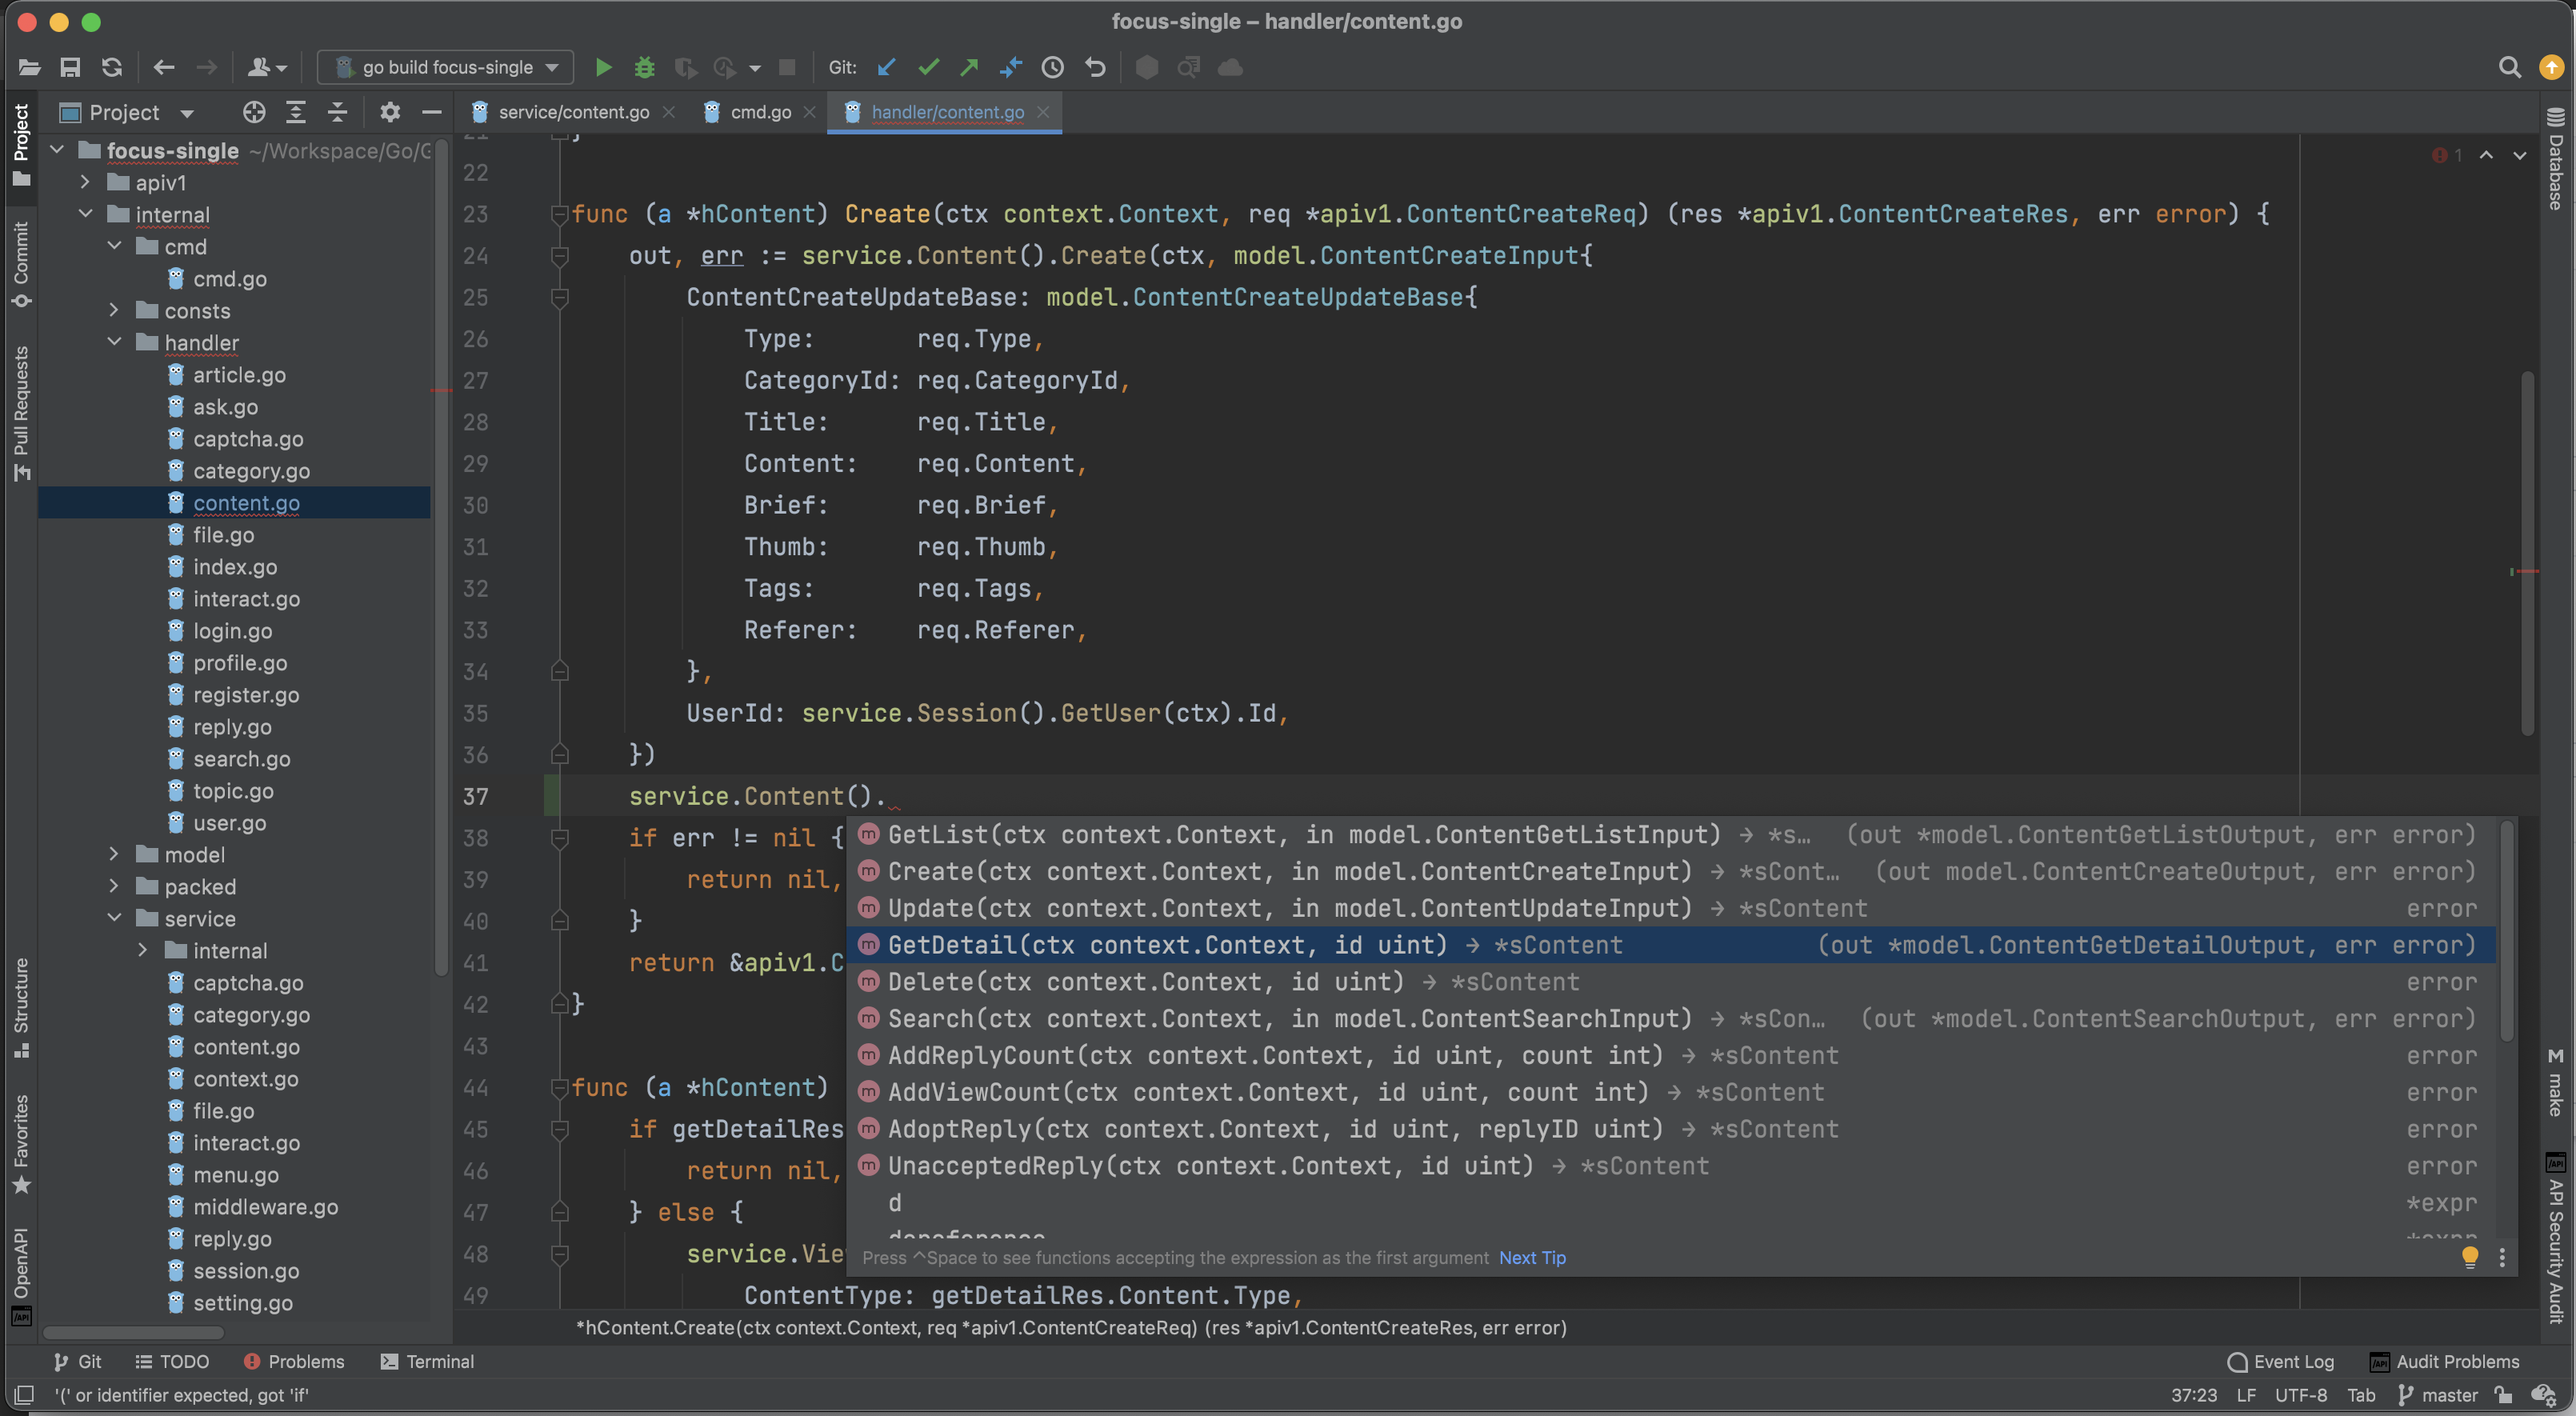 focus-single – handler/content.go
go build focus-single
Git:
Project
service/content.go
cmd.go
handler/content.go
Project
Commit
Pull Requests
Structure
Favorites
OpenAPI
focus-single ~/Workspace/Go/G
apiv1
internal
cmd
cmd.go
consts
handler
article.go
ask.go
captcha.go
category.go
content.go
file.go
index.go
interact.go
login.go
profile.go
register.go
reply.go
search.go
topic.go
user.go
model
packed
service
internal
captcha.go
category.go
content.go
context.go
file.go
interact.go
menu.go
middleware.go
reply.go
session.go
setting.go
1
21 }
22
23 func (a *hContent) Create(ctx context.Context, req *apiv1.ContentCreateReq) (res *apiv1.ContentCreateRes, err error) {
24 out, err := service.Content().Create(ctx, model.ContentCreateInput{
25 ContentCreateUpdateBase: model.ContentCreateUpdateBase{
26 Type: req.Type,
27 CategoryId: req.CategoryId,
28 Title: req.Title,
29 Content: req.Content,
30 Brief: req.Brief,
31 Thumb: req.Thumb,
32 Tags: req.Tags,
33 Referer: req.Referer,
34 },
35 UserId: service.Session().GetUser(ctx).Id,
36 })
37 service.Content().
38 if err != nil {
39 return nil,
40 }
41 return &apiv1.C
42 }
43
44 func (a *hContent)
45 if getDetailRes
46 return nil,
47 } else {
48 service.Vie
49 ContentType: getDetailRes.Content.Type,
m GetList(ctx context.Context, in model.ContentGetListInput) → *s… (out *model.ContentGetListOutput, err error)
m Create(ctx context.Context, in model.ContentCreateInput) → *sCont… (out model.ContentCreateOutput, err error)
m Update(ctx context.Context, in model.ContentUpdateInput) → *sContent error
m GetDetail(ctx context.Context, id uint) → *sContent (out *model.ContentGetDetailOutput, err error)
m Delete(ctx context.Context, id uint) → *sContent error
m Search(ctx context.Context, in model.ContentSearchInput) → *sCon… (out *model.ContentSearchOutput, err error)
m AddReplyCount(ctx context.Context, id uint, count int) → *sContent error
m AddViewCount(ctx context.Context, id uint, count int) → *sContent error
m AdoptReply(ctx context.Context, id uint, replyID uint) → *sContent error
m UnacceptedReply(ctx context.Context, id uint) → *sContent error
d *expr
dereference *expr
Press ^Space to see functions accepting the expression as the first argument Next Tip
*hContent.Create(ctx context.Context, req *apiv1.ContentCreateReq) (res *apiv1.ContentCreateRes, err error)
Database
M make
/API API Security Audit
Git
TODO
Problems
Terminal
Event Log
Audit Problems
'(' or identifier expected, got 'if'
37:23 LF UTF-8 Tab master